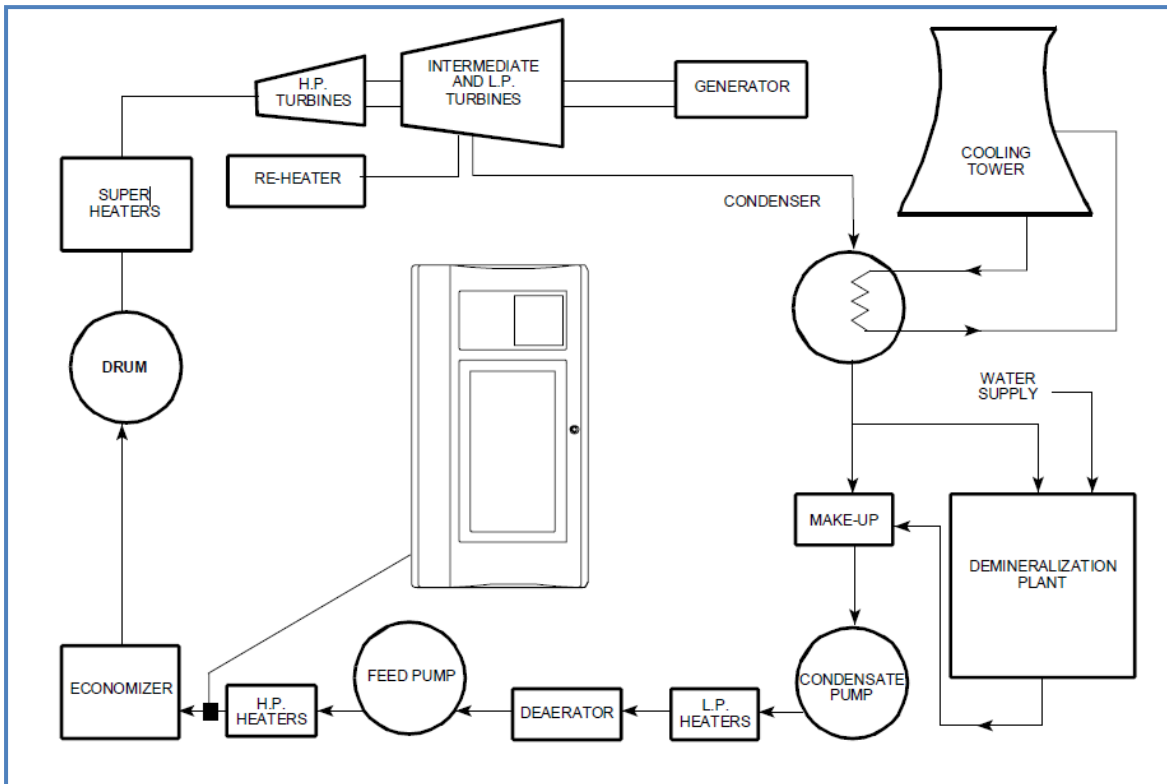 H.P.
TURBINES
INTERMEDIATE
AND L.P.
TURBINES
GENERATOR
COOLING
TOWER
RE-HEATER
SUPER
HEATERS
CONDENSER
DRUM
WATER
SUPPLY
MAKE-UP
DEMINERALIZATION
PLANT
ECONOMIZER
H.P.
HEATERS
FEED PUMP
DEAERATOR
L.P.
HEATERS
CONDENSATE
PUMP